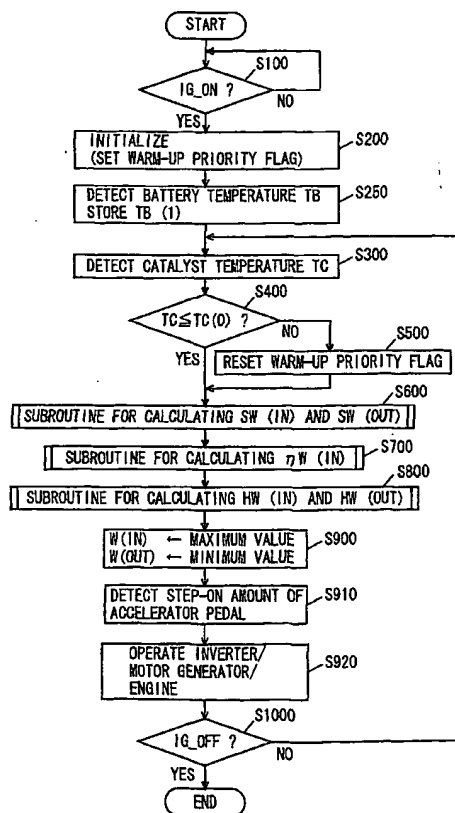 START
S100
IG_ON ?
NO
YES
INITIALIZE
(SET WARM-UP PRIORITY FLAG)
S200
DETECT BATTERY TEMPERATURE TB
STORE TB (1)
S250
DETECT CATALYST TEMPERATURE TC
S300
S400
TC≦TC(0) ?
NO
YES
S500
RESET WARM-UP PRIORITY FLAG
S600
SUBROUTINE FOR CALCULATING SW (IN) AND SW (OUT)
S700
SUBROUTINE FOR CALCULATING ηW (IN)
S800
SUBROUTINE FOR CALCULATING HW (IN) AND HW (OUT)
W(IN) ← MAXIMUM VALUE
W(OUT) ← MINIMUM VALUE
S900
DETECT STEP-ON AMOUNT OF
ACCELERATOR PEDAL
S910
OPERATE INVERTER/
MOTOR GENERATOR/
ENGINE
S920
S1000
IG_OFF ?
NO
YES
END